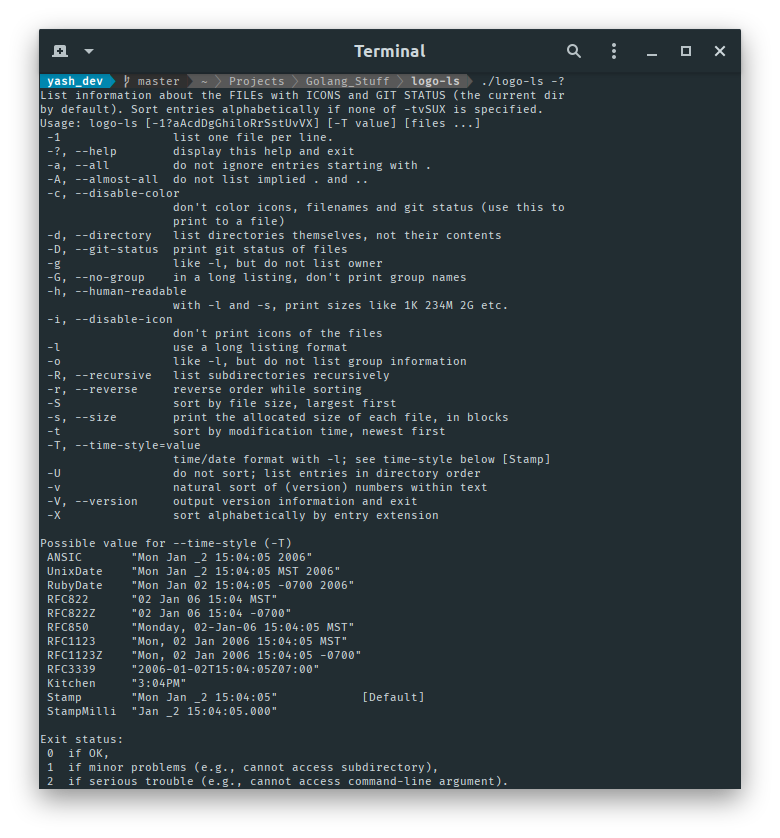 Terminal
yash_dev master ~ Projects Golang_Stuff logo-ls ./logo-ls -?
List information about the FILEs with ICONS and GIT STATUS (the current dir
by default). Sort entries alphabetically if none of -tvSUX is specified.
Usage: logo-ls [-1?aAcdDgGhiloRrSstUvVX] [-T value] [files ...]
-1 list one file per line.
-?, --help display this help and exit
-a, --all do not ignore entries starting with .
-A, --almost-all do not list implied . and ..
-c, --disable-color
don't color icons, filenames and git status (use this to
print to a file)
-d, --directory list directories themselves, not their contents
-D, --git-status print git status of files
-g like -l, but do not list owner
-G, --no-group in a long listing, don't print group names
-h, --human-readable
with -l and -s, print sizes like 1K 234M 2G etc.
-i, --disable-icon
don't print icons of the files
-l use a long listing format
-o like -l, but do not list group information
-R, --recursive list subdirectories recursively
-r, --reverse reverse order while sorting
-S sort by file size, largest first
-s, --size print the allocated size of each file, in blocks
-t sort by modification time, newest first
-T, --time-style=value
time/date format with -l; see time-style below [Stamp]
-U do not sort; list entries in directory order
-v natural sort of (version) numbers within text
-V, --version output version information and exit
-X sort alphabetically by entry extension
Possible value for --time-style (-T)
ANSIC "Mon Jan _2 15:04:05 2006"
UnixDate "Mon Jan _2 15:04:05 MST 2006"
RubyDate "Mon Jan 02 15:04:05 -0700 2006"
RFC822 "02 Jan 06 15:04 MST"
RFC822Z "02 Jan 06 15:04 -0700"
RFC850 "Monday, 02-Jan-06 15:04:05 MST"
RFC1123 "Mon, 02 Jan 2006 15:04:05 MST"
RFC1123Z "Mon, 02 Jan 2006 15:04:05 -0700"
RFC3339 "2006-01-02T15:04:05Z07:00"
Kitchen "3:04PM"
Stamp "Mon Jan _2 15:04:05" [Default]
StampMilli "Jan _2 15:04:05.000"
Exit status:
0 if OK,
1 if minor problems (e.g., cannot access subdirectory),
2 if serious trouble (e.g., cannot access command-line argument).